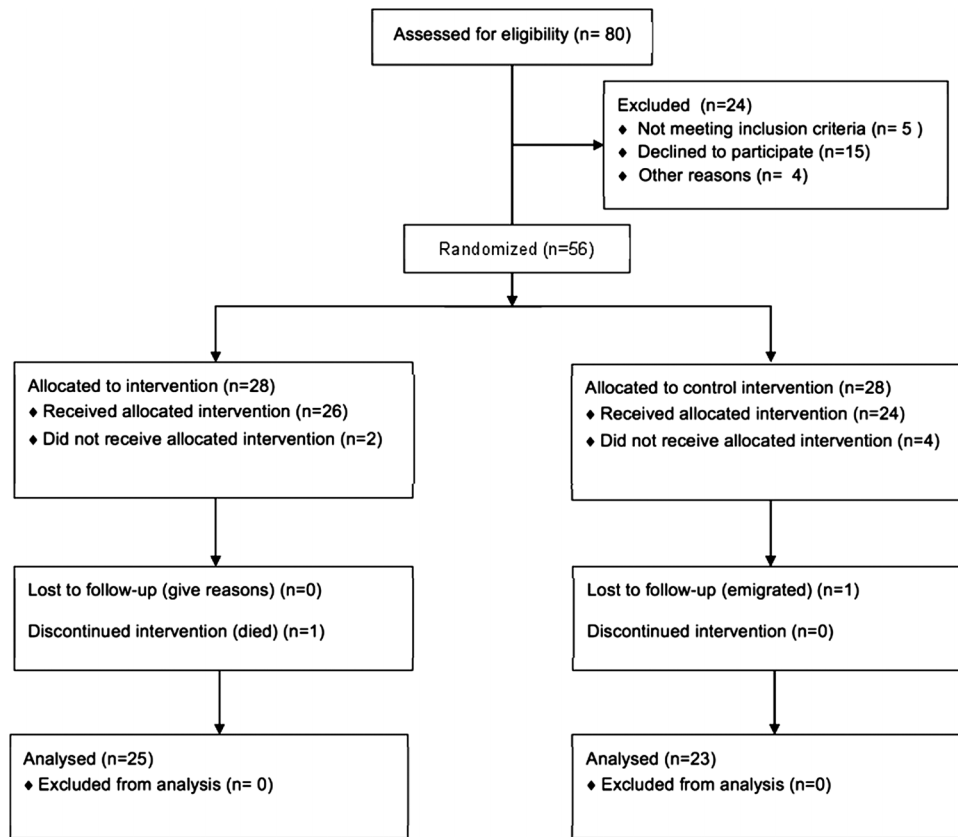 Assessed for eligibility (n= 80)
Excluded (n=24)
♦ Not meeting inclusion criteria (n= 5 )
♦ Declined to participate (n=15)
♦ Other reasons (n= 4)
Randomized (n=56)
Allocated to intervention (n=28)
♦ Received allocated intervention (n=26)
♦ Did not receive allocated intervention (n=2)
Allocated to control intervention (n=28)
♦ Received allocated intervention (n=24)
♦ Did not receive allocated intervention (n=4)
Lost to follow-up (give reasons) (n=0)
Discontinued intervention (died) (n=1)
Lost to follow-up (emigrated) (n=1)
Discontinued intervention (n=0)
Analysed (n=25)
♦ Excluded from analysis (n= 0)
Analysed (n=23)
♦ Excluded from analysis (n=0)